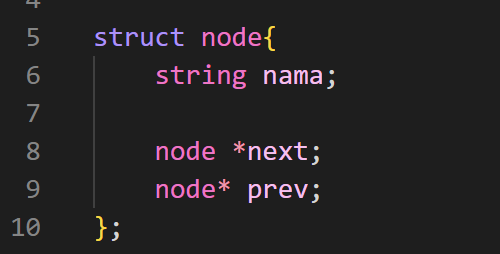 4
5 struct node{
6 string nama;
7
8 node *next;
9 node* prev;
10 };